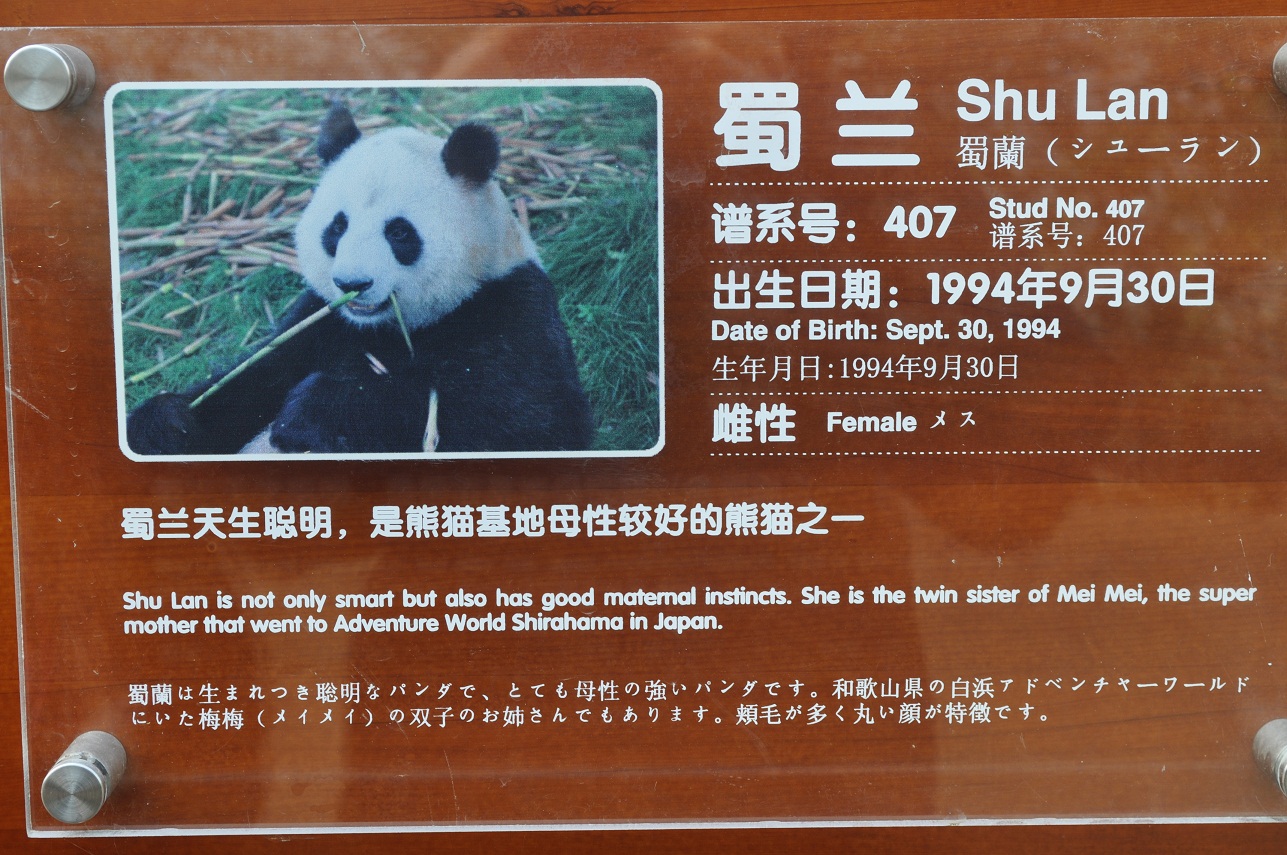 蜀兰 Shu Lan
蜀蘭（シューラン）
谱系号：407 Stud No. 407
谱系号：407
出生日期：1994年9月30日
Date of Birth: Sept. 30, 1994
生年月日:1994年9月30日
雌性 Female メス
蜀兰天生聪明，是熊猫基地母性较好的熊猫之一
Shu Lan is not only smart but also has good maternal instincts. She is the twin sister of Mei Mei, the super
mother that went to Adventure World Shirahama in Japan.
蜀蘭は生まれつき聡明なパンダで、とても母性の強いパンダです。和歌山県の白浜アドベンチャーワールド
にいた梅梅（メイメイ）の双子のお姉さんでもあります。頬毛が多く丸い顔が特徴です。